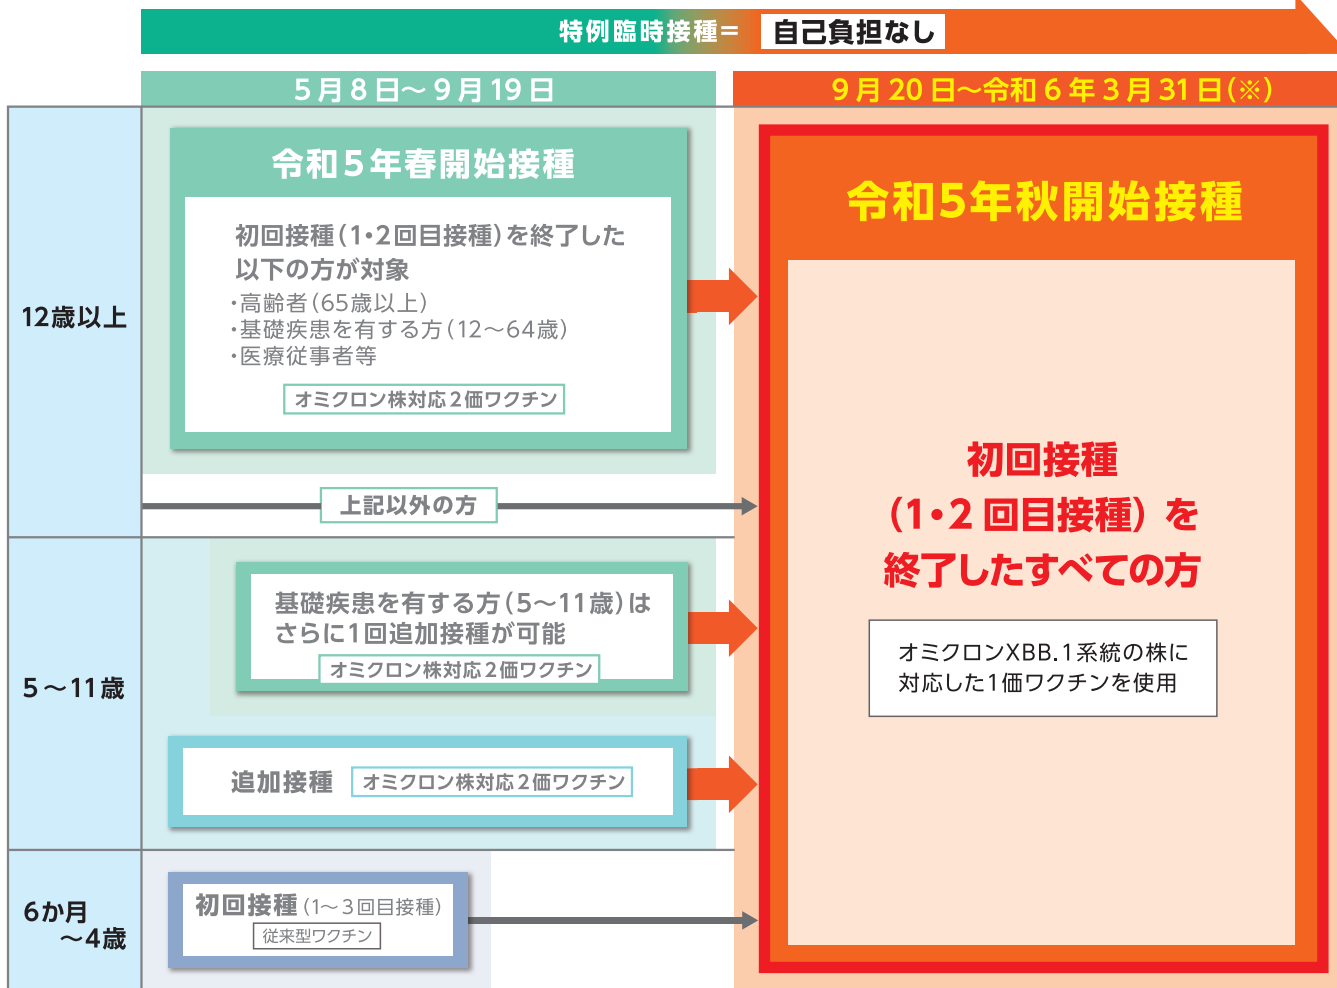 特例臨時接種= 自己負担なし
5月8日～9月19日
9月20日～令和6年3月31日(※)
12歳以上
令和5年春開始接種
初回接種(1・2回目接種)を終了した
以下の方が対象
・高齢者(65歳以上)
・基礎疾患を有する方(12～64歳)
・医療従事者等
オミクロン株対応2価ワクチン
上記以外の方
5～11歳
基礎疾患を有する方(5～11歳)は
さらに1回追加接種が可能
オミクロン株対応2価ワクチン
追加接種 オミクロン株対応2価ワクチン
6か月
～4歳
初回接種(1～3回目接種)
従来型ワクチン
令和5年秋開始接種
初回接種
(1・2回目接種)を
終了したすべての方
オミクロンXBB.1系統の株に
対応した1価ワクチンを使用